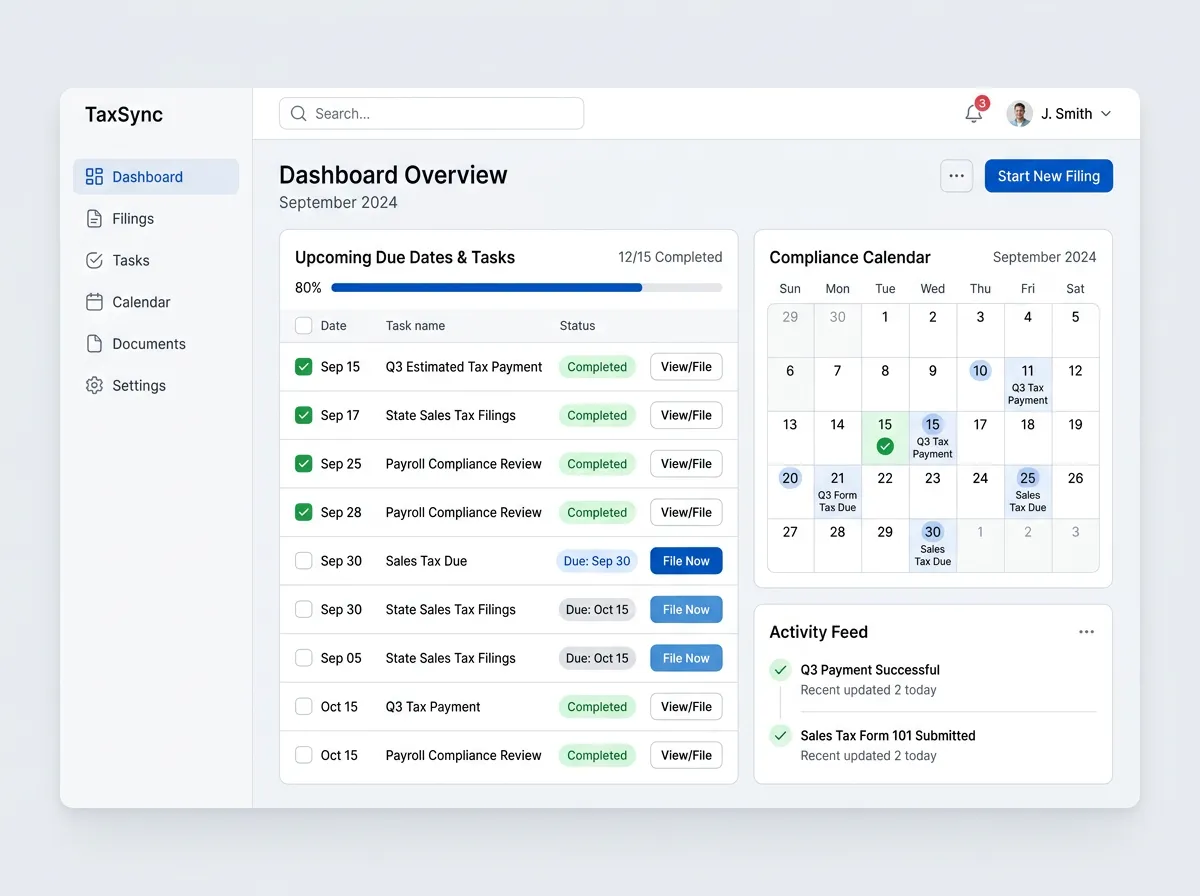 TaxSync
Search...
3
J. Smith
Dashboard
Filings
Tasks
Calendar
Documents
Settings
Dashboard Overview
September 2024
...
Start New Filing
Upcoming Due Dates & Tasks 12/15 Completed
80%
Date Task name Status
Sep 15 Q3 Estimated Tax Payment Completed View/File
Sep 17 State Sales Tax Filings Completed View/File
Sep 25 Payroll Compliance Review Completed View/File
Sep 28 Payroll Compliance Review Completed View/File
Sep 30 Sales Tax Due Due: Sep 30 File Now
Sep 30 State Sales Tax Filings Due: Oct 15 File Now
Sep 05 State Sales Tax Filings Due: Oct 15 File Now
Oct 15 Q3 Tax Payment Completed View/File
Oct 15 Payroll Compliance Review Completed View/File
Compliance Calendar September 2024
Sun Mon Tue Wed Thu Fri Sat
29 30 1 2 3 4 5
6 7 8 9 10 11 12
Q3 Tax
Payment
13 14 15 15 17 18 19
Q3 Tax
Payment
20 21 22 23 24 25 26
Q3 Form Sales
Tax Due Tax Due
27 28 29 30 1 2 3
Sales
Tax Due
Activity Feed
...
Q3 Payment Successful
Recent updated 2 today
Sales Tax Form 101 Submitted
Recent updated 2 today